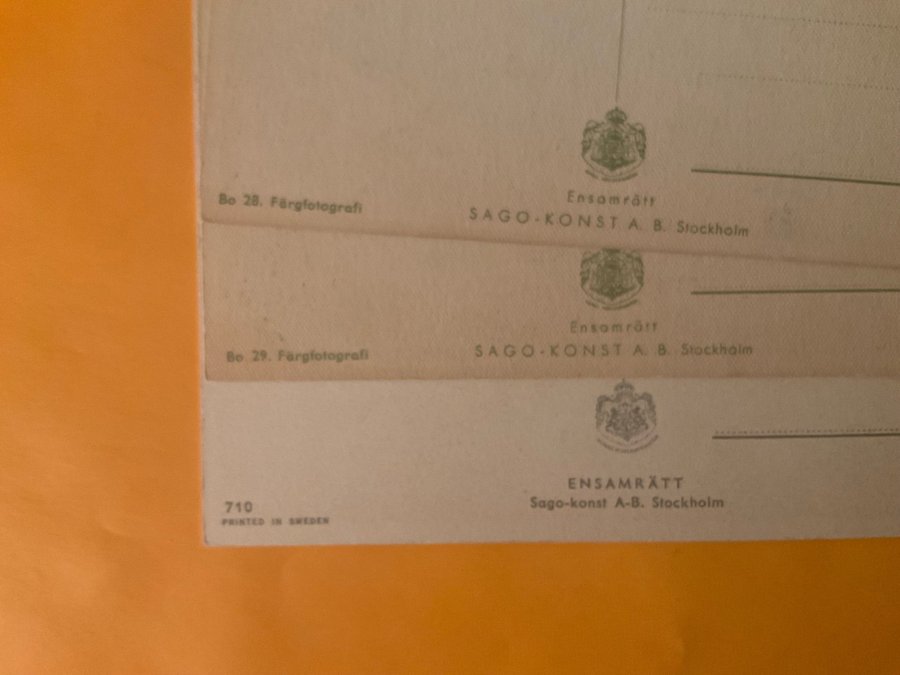 Bo 28. Färgfotografi
Ensamrätt
SAGO-KONST A. B. Stockholm
Bo 29. Färgfotografi
Ensamrätt
SAGO-KONST A. B. Stockholm
ENSAMRÄTT
Sago-konst A-B. Stockholm
710
PRINTED IN SWEDEN